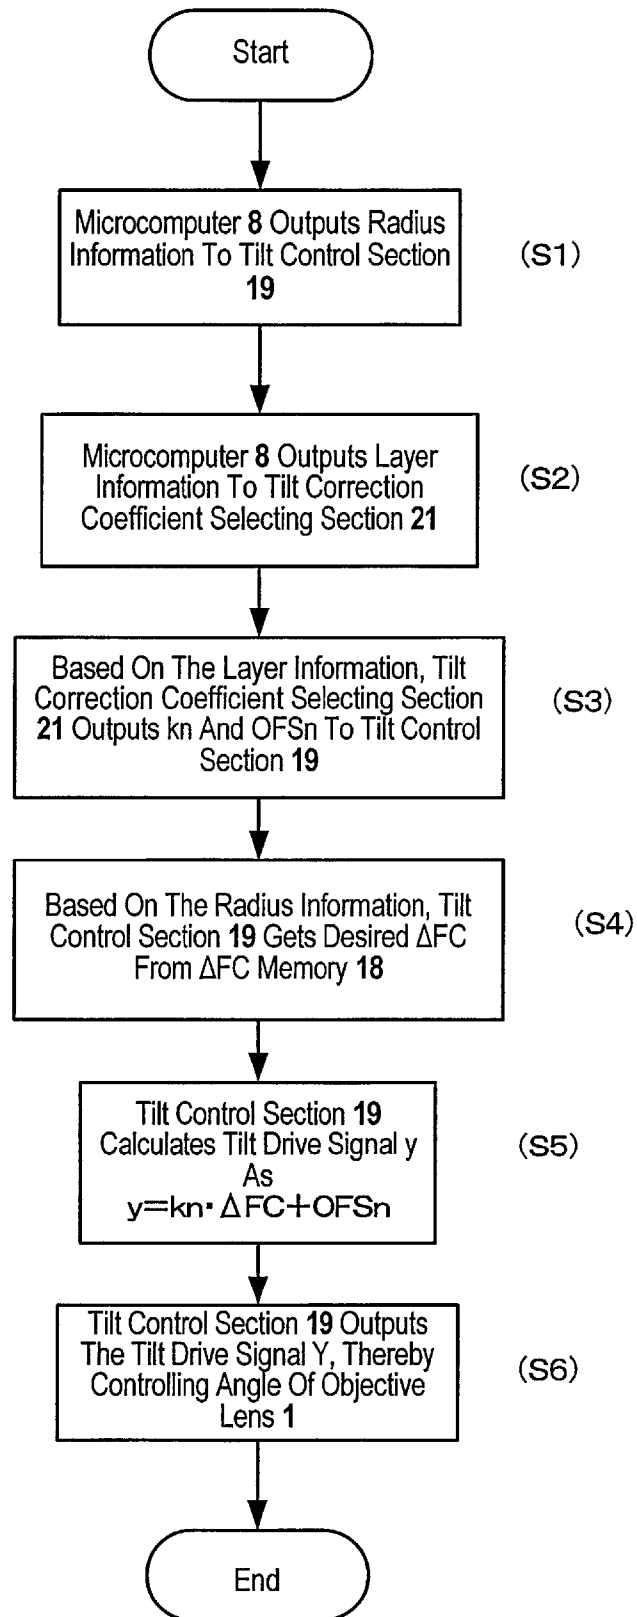 Start
Microcomputer 8 Outputs Radius
Information To Tilt Control Section
19
(S1)
Microcomputer 8 Outputs Layer
Information To Tilt Correction
Coefficient Selecting Section 21
(S2)
Based On The Layer Information, Tilt
Correction Coefficient Selecting Section
21 Outputs kn And OFSn To Tilt Control
Section 19
(S3)
Based On The Radius Information, Tilt
Control Section 19 Gets Desired ΔFC
From ΔFC Memory 18
(S4)
Tilt Control Section 19
Calculates Tilt Drive Signal y
As
y=kn・ΔFC+OFSn
(S5)
Tilt Control Section 19 Outputs
The Tilt Drive Signal Y, Thereby
Controlling Angle Of Objective
Lens 1
(S6)
End